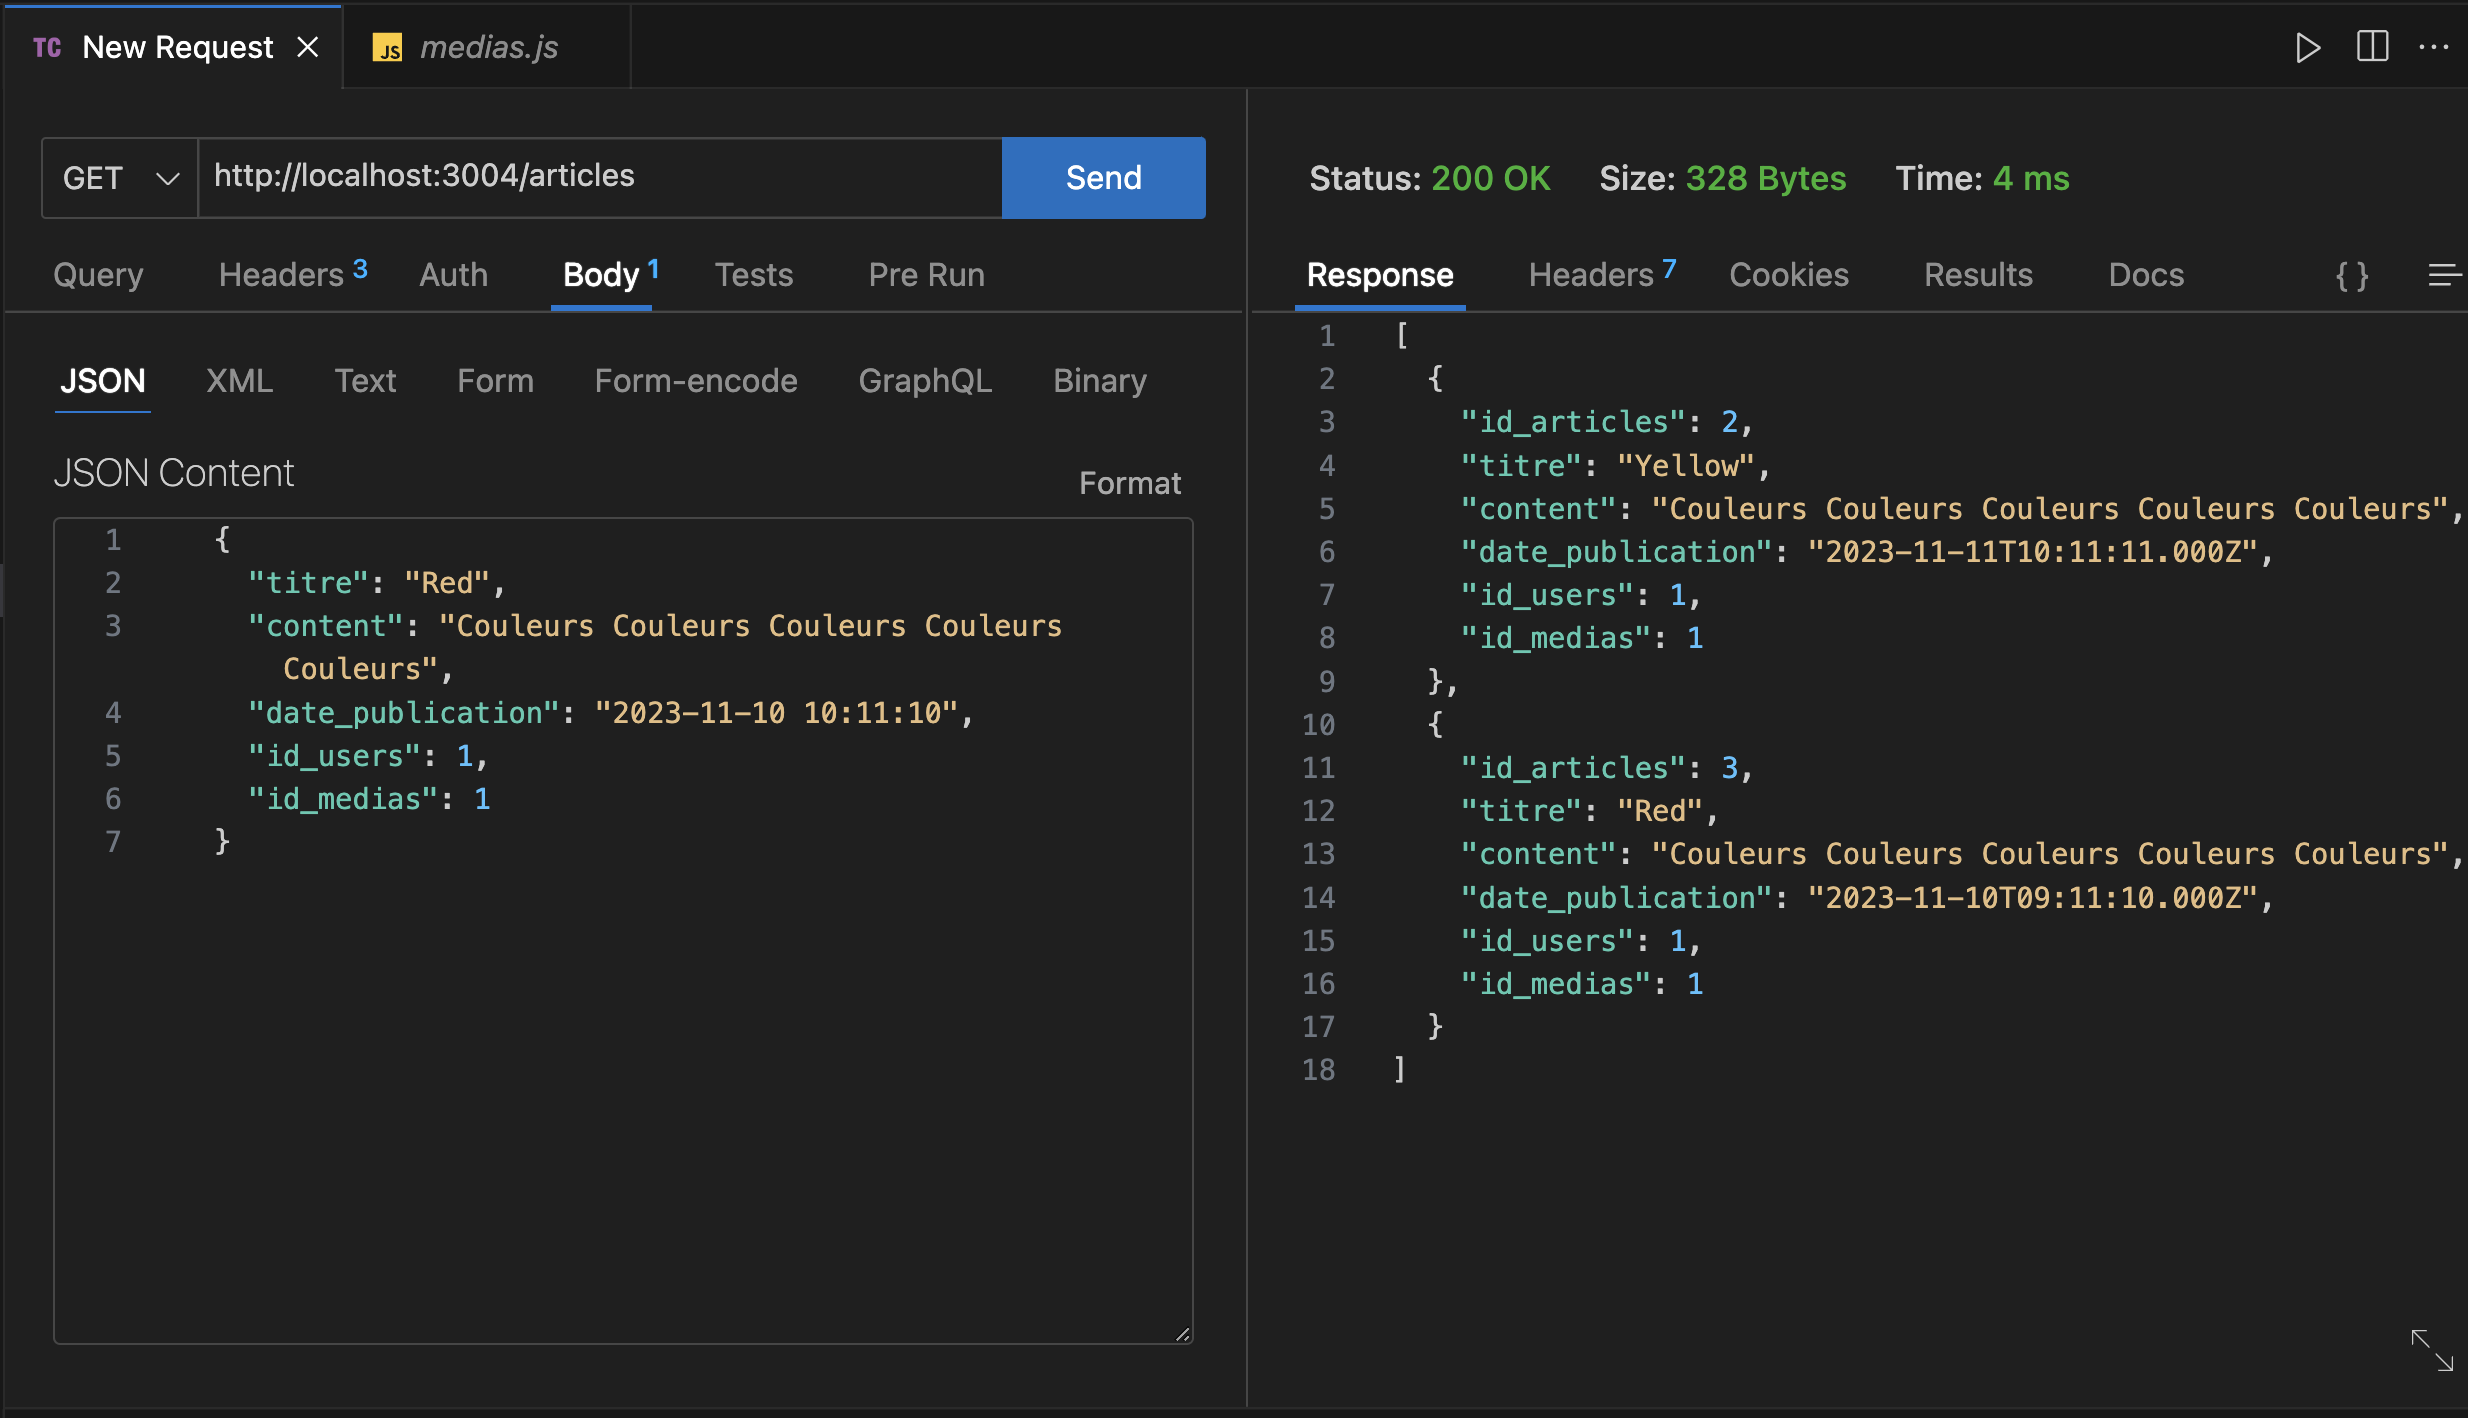 TC New Request
JS medias.js
GET http://localhost:3004/articles Send
Query Headers 3 Auth Body 1 Tests Pre Run
JSON XML Text Form Form-encode GraphQL Binary
JSON Content
Format
1 {
2 "titre": "Red",
3 "content": "Couleurs Couleurs Couleurs Couleurs
Couleurs",
4 "date_publication": "2023-11-10 10:11:10",
5 "id_users": 1,
6 "id_medias": 1
7 }
Status: 200 OK Size: 328 Bytes Time: 4 ms
Response Headers 7 Cookies Results Docs { }
1 [
2 {
3 "id_articles": 2,
4 "titre": "Yellow",
5 "content": "Couleurs Couleurs Couleurs Couleurs Couleurs",
6 "date_publication": "2023-11-11T10:11:11.000Z",
7 "id_users": 1,
8 "id_medias": 1
9 },
10 {
11 "id_articles": 3,
12 "titre": "Red",
13 "content": "Couleurs Couleurs Couleurs Couleurs Couleurs",
14 "date_publication": "2023-11-10T09:11:10.000Z",
15 "id_users": 1,
16 "id_medias": 1
17 }
18 ]